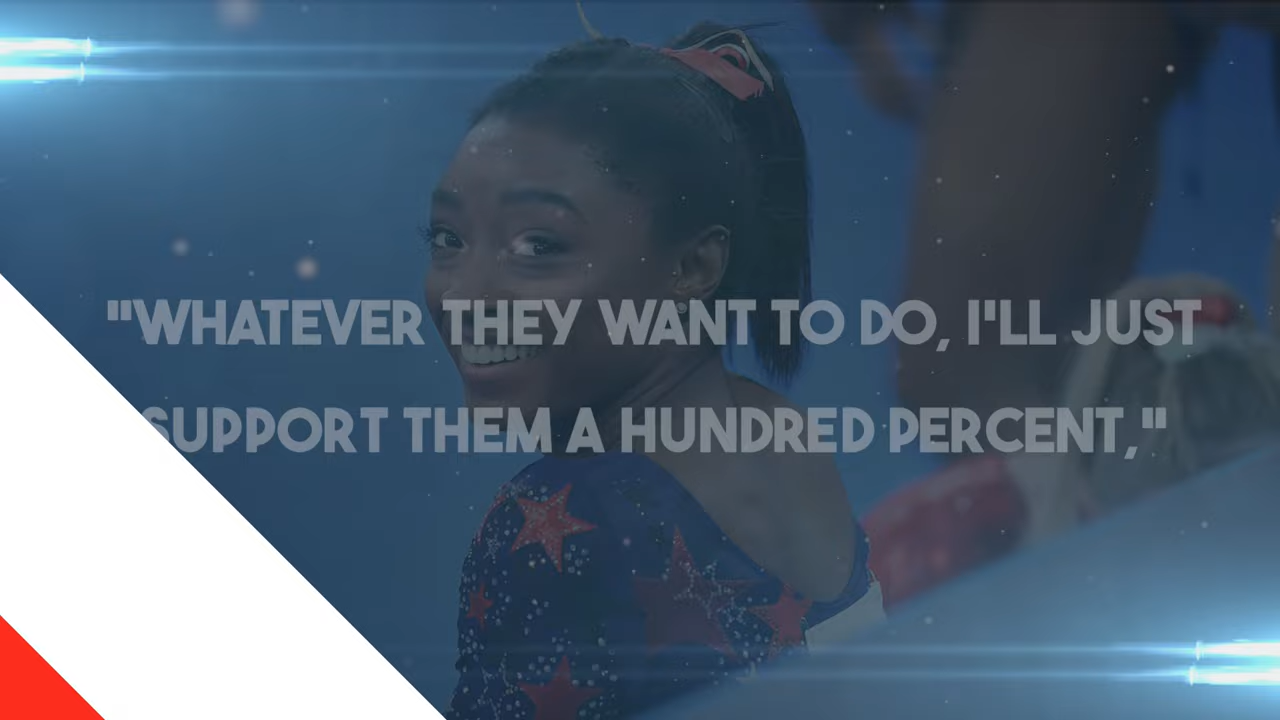 "WHATEVER THEY WANT TO DO, I'LL JUST
SUPPORT THEM A HUNDRED PERCENT,"